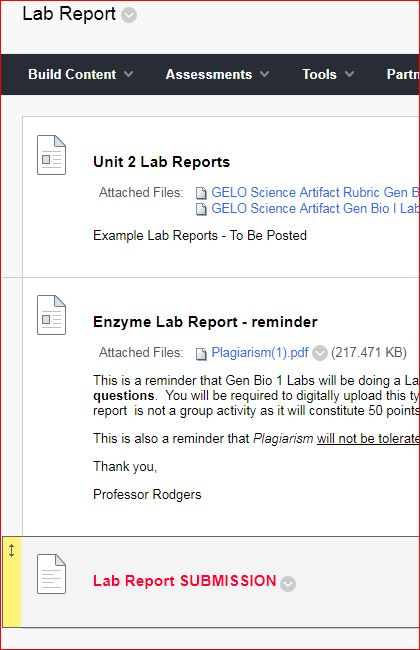 Lab Report
Build Content Assessments Tools Partn
Unit 2 Lab Reports
Attached Files: GELO Science Artifact Rubric Gen B
GELO Science Artifact Gen Bio I Lab
Example Lab Reports - To Be Posted
Enzyme Lab Report - reminder
Attached Files: Plagiarism(1).pdf (217.471 KB)
This is a reminder that Gen Bio 1 Labs will be doing a La
questions. You will be required to digitally upload this ty
report is not a group activity as it will constitute 50 points
This is also a reminder that Plagiarism will not be tolerate
Thank you,
Professor Rodgers
Lab Report SUBMISSION